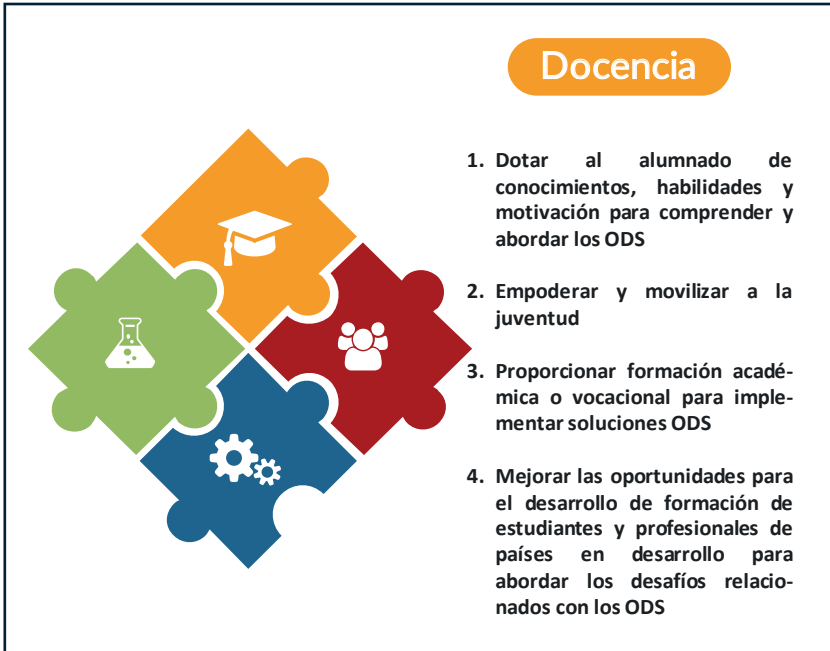 Docencia
1. Dotar al alumnado de
conocimientos, habilidades y
motivación para comprender y
abordar los ODS
2. Empoderar y movilizar a la
juventud
3. Proporcionar formación acadé-
mica o vocacional para imple-
mentar soluciones ODS
4. Mejorar las oportunidades para
el desarrollo de formación de
estudiantes y profesionales de
países en desarrollo para
abordar los desafíos relacio-
nados con los ODS